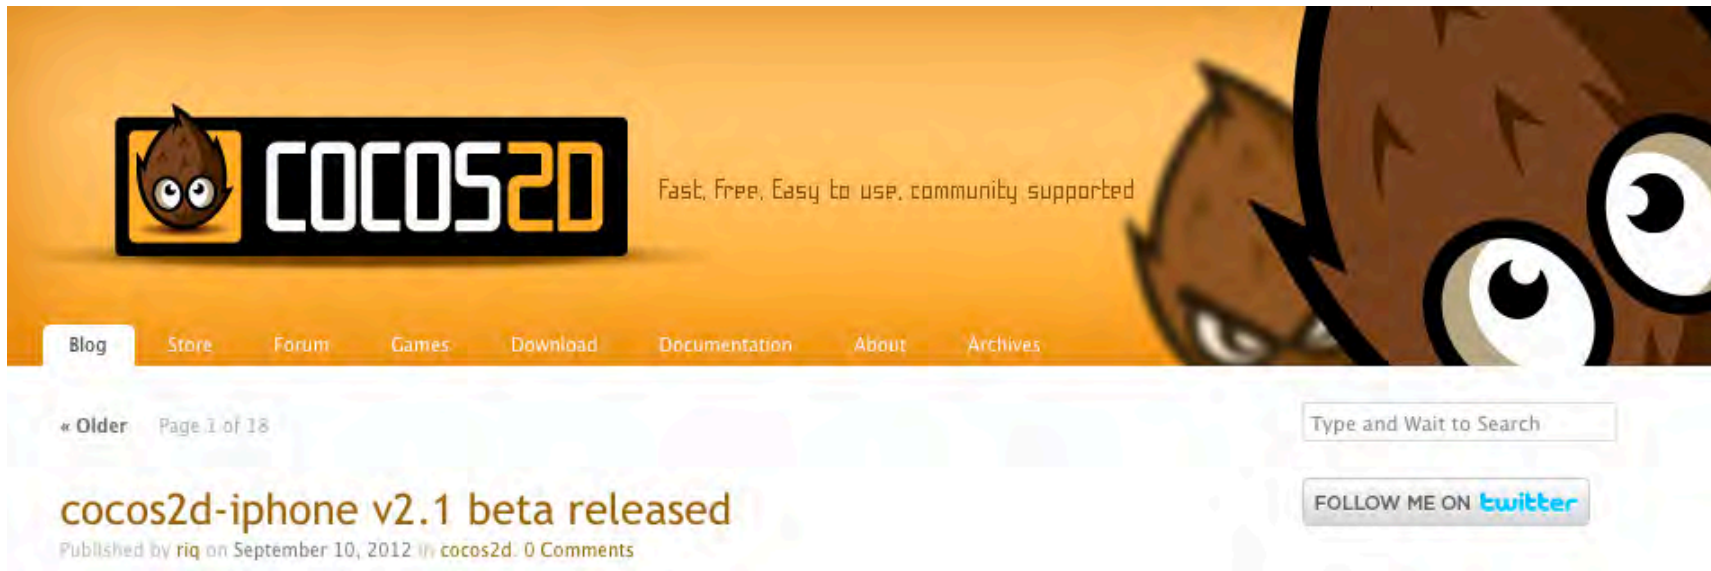 COCOS2D
Fast, Free, Easy to use, community supported
Blog Store Forum Games Download Documentation About Archives
« Older Page 1 of 18
Type and Wait to Search
cocos2d-iphone v2.1 beta released
FOLLOW ME ON twitter
Published by riq on September 10, 2012 in cocos2d. 0 Comments